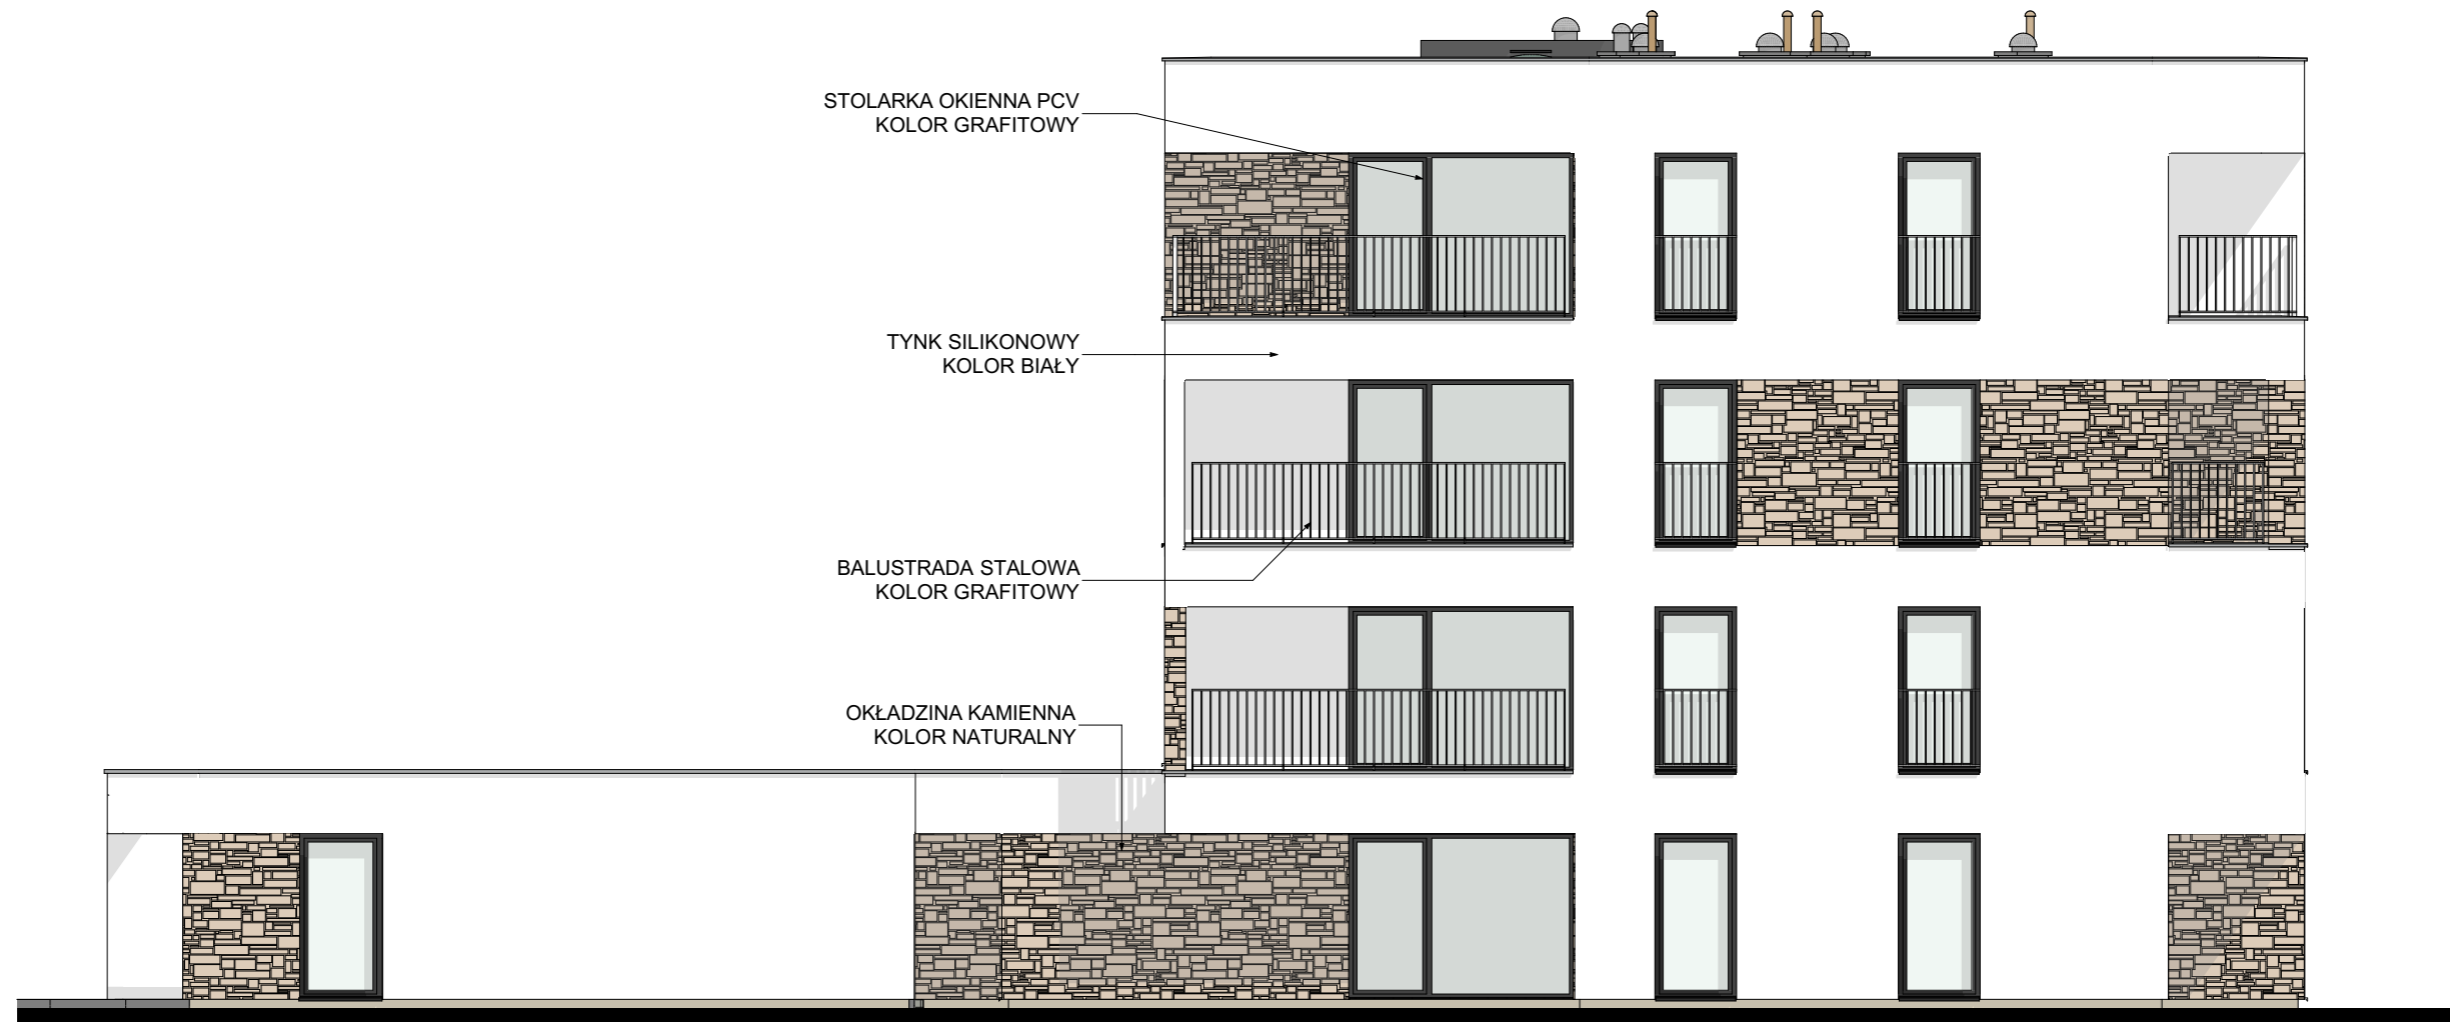 STOLARKA OKIENNA PCV
KOLOR GRAFITOWY
TYNK SILIKONOWY
KOLOR BIAŁY
BALUSTRADA STALOWA
KOLOR GRAFITOWY
OKŁADZINA KAMIENNA
KOLOR NATURALNY